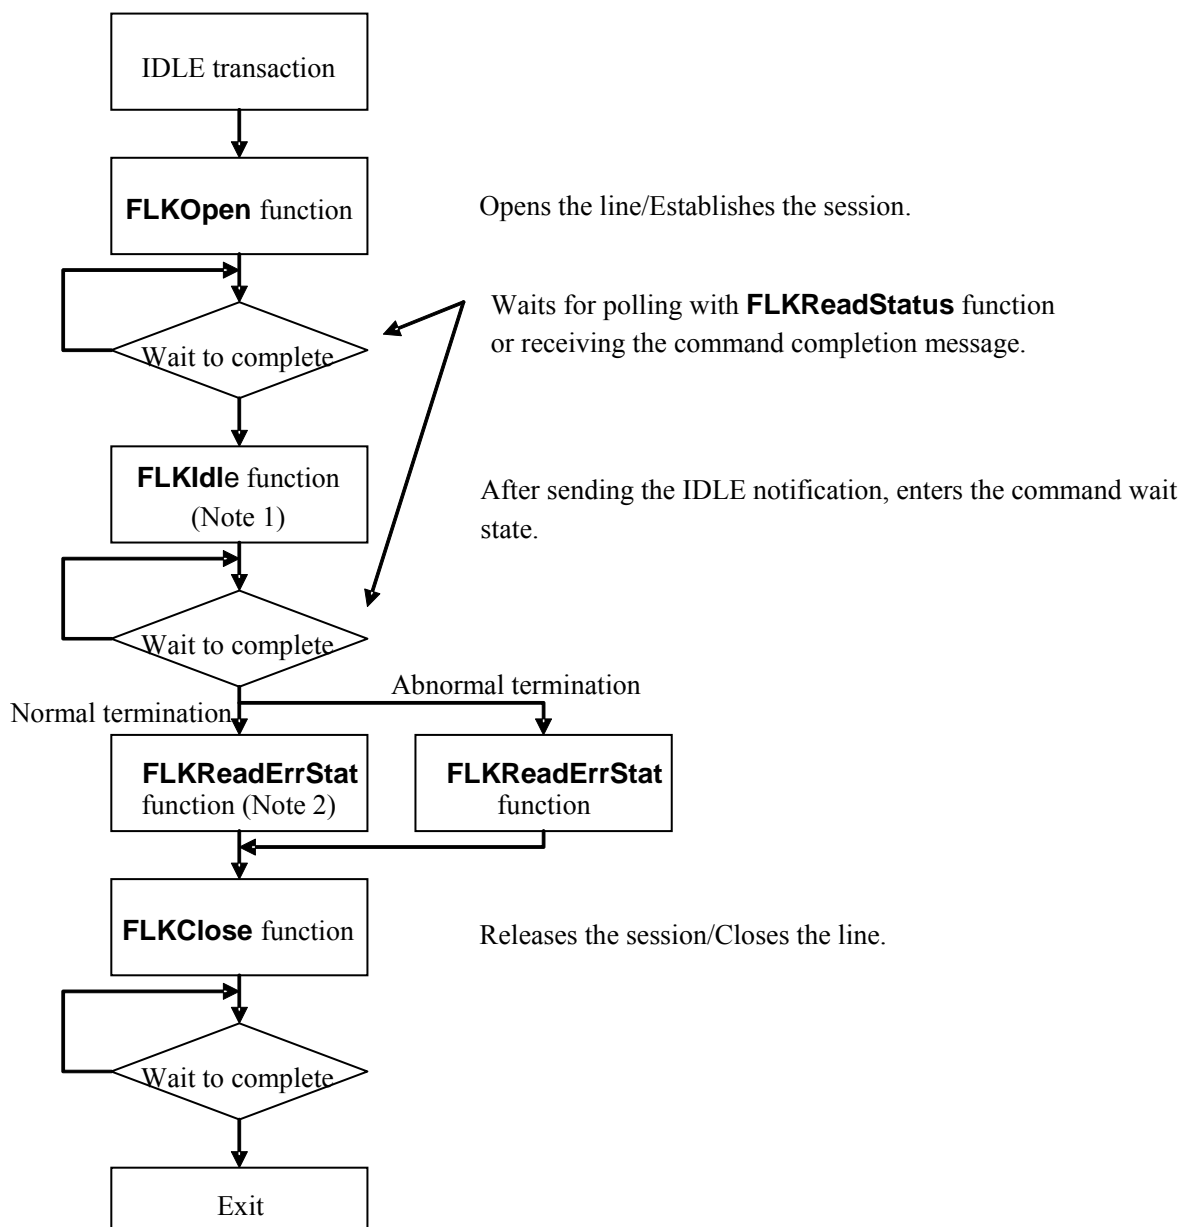 IDLE transaction
FLKOpen function
Opens the line/Establishes the session.
Waits for polling with FLKReadStatus function
or receiving the command completion message.
Wait to complete
FLKIdle function
(Note 1)
After sending the IDLE notification, enters the command wait
state.
Wait to complete
Abnormal termination
Normal termination
FLKReadErrStat
function (Note 2)
FLKReadErrStat
function
FLKClose function
Releases the session/Closes the line.
Wait to complete
Exit